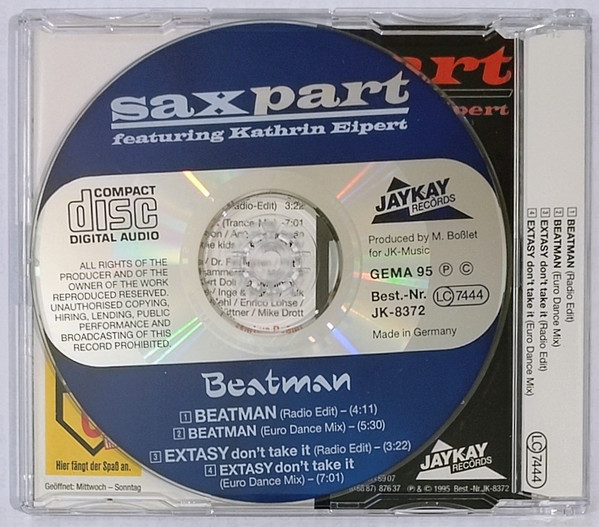 saxpart
featuring Kathrin Eipert
COMPACT
disc
DIGITAL AUDIO
ALL RIGHTS OF THE
PRODUCER AND OF THE
OWNER OF THE WORK
REPRODUCED RESERVED.
UNAUTHORISED COPYING,
HIRING, LENDING, PUBLIC
PERFORMANCE AND
BROADCASTING OF THIS
RECORD PROHIBITED.
JAYKAY
RECORDS
Produced by M. Boßlet
for JK-Music
GEMA 95 Ⓟ Ⓒ
Best.-Nr. LC 7444
JK-8372
Made in Germany
Beatman
1 BEATMAN (Radio Edit) – (4:11)
2 BEATMAN (Euro Dance Mix) – (5:30)
3 EXTASY don't take it (Radio Edit) – (3:22)
4 EXTASY don't take it
(Euro Dance Mix) – (7:01)
Radio-Edit) 3:22
(Trance-Mix) 7:01
the kids
/ Dr.
Enrico Lohse /
/ Mike Drott
Hier fängt der Spaß an.
Geöffnet: Mittwoch – Sonntag
JAYKAY
RECORDS
Ⓟ & Ⓒ 1995 Best.-Nr. JK-8372
1 BEATMAN (Radio Edit)
2 BEATMAN (Euro Dance Mix)
3 EXTASY don't take it (Radio Edit)
4 EXTASY don't take it (Euro Dance Mix)
LC 7444